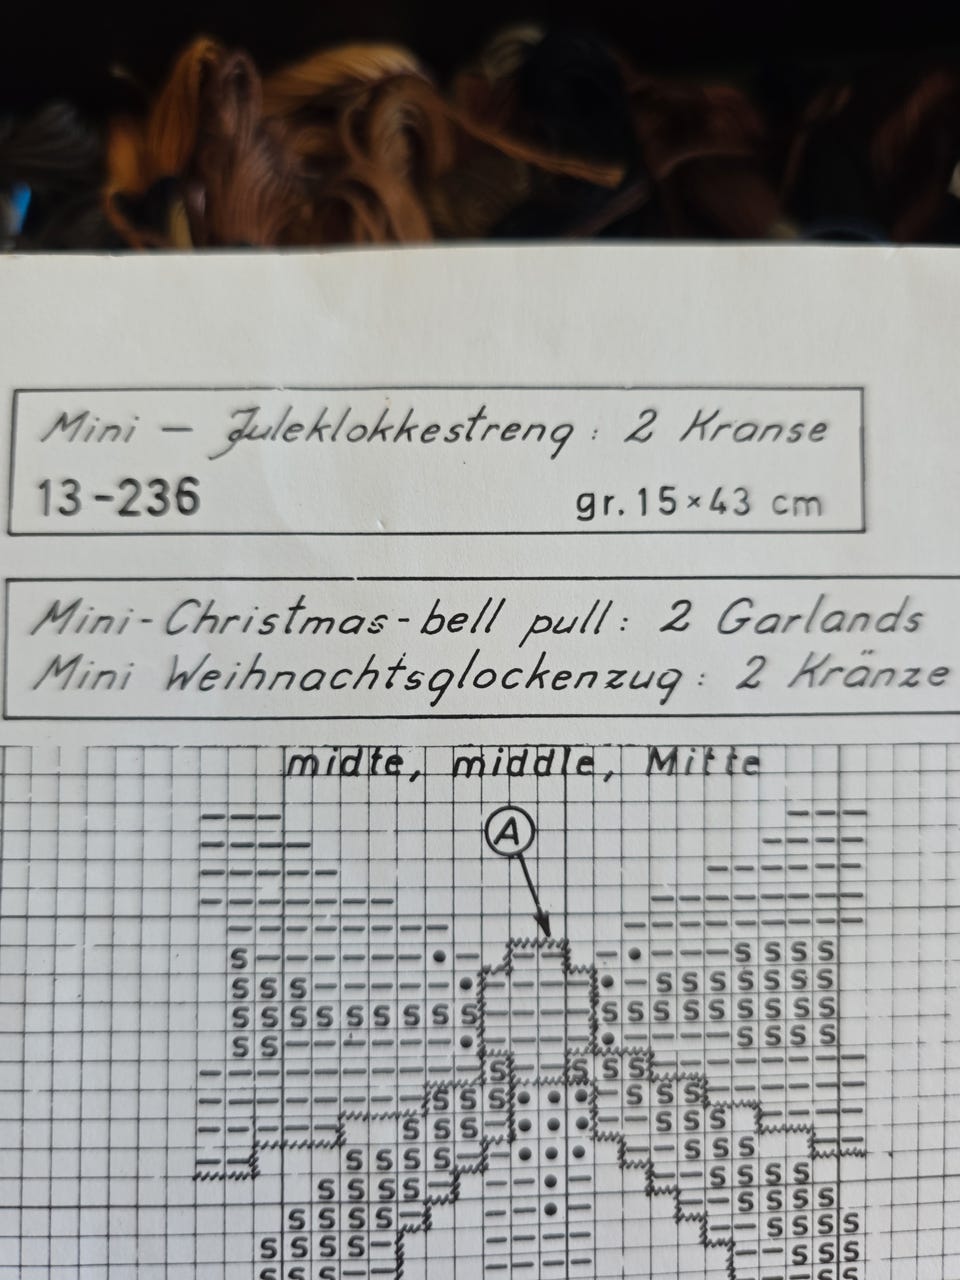 Mini – Juleklokkestreng : 2 Kranse
13-236 gr. 15 × 43 cm
Mini-Christmas-bell pull: 2 Garlands
Mini Weihnachtsglockenzug : 2 Kränze
midte, middle, Mitte
A
S S S S S
S S S S S S S S S S
S S S S S S S S S S S S S S S S S S
S S S S S S
S S S S
S S S S S S
S S S S S S
S S S S S S S
S S S S S S S S
S S S S S S S S
S S S S S S S
S S S S S S S